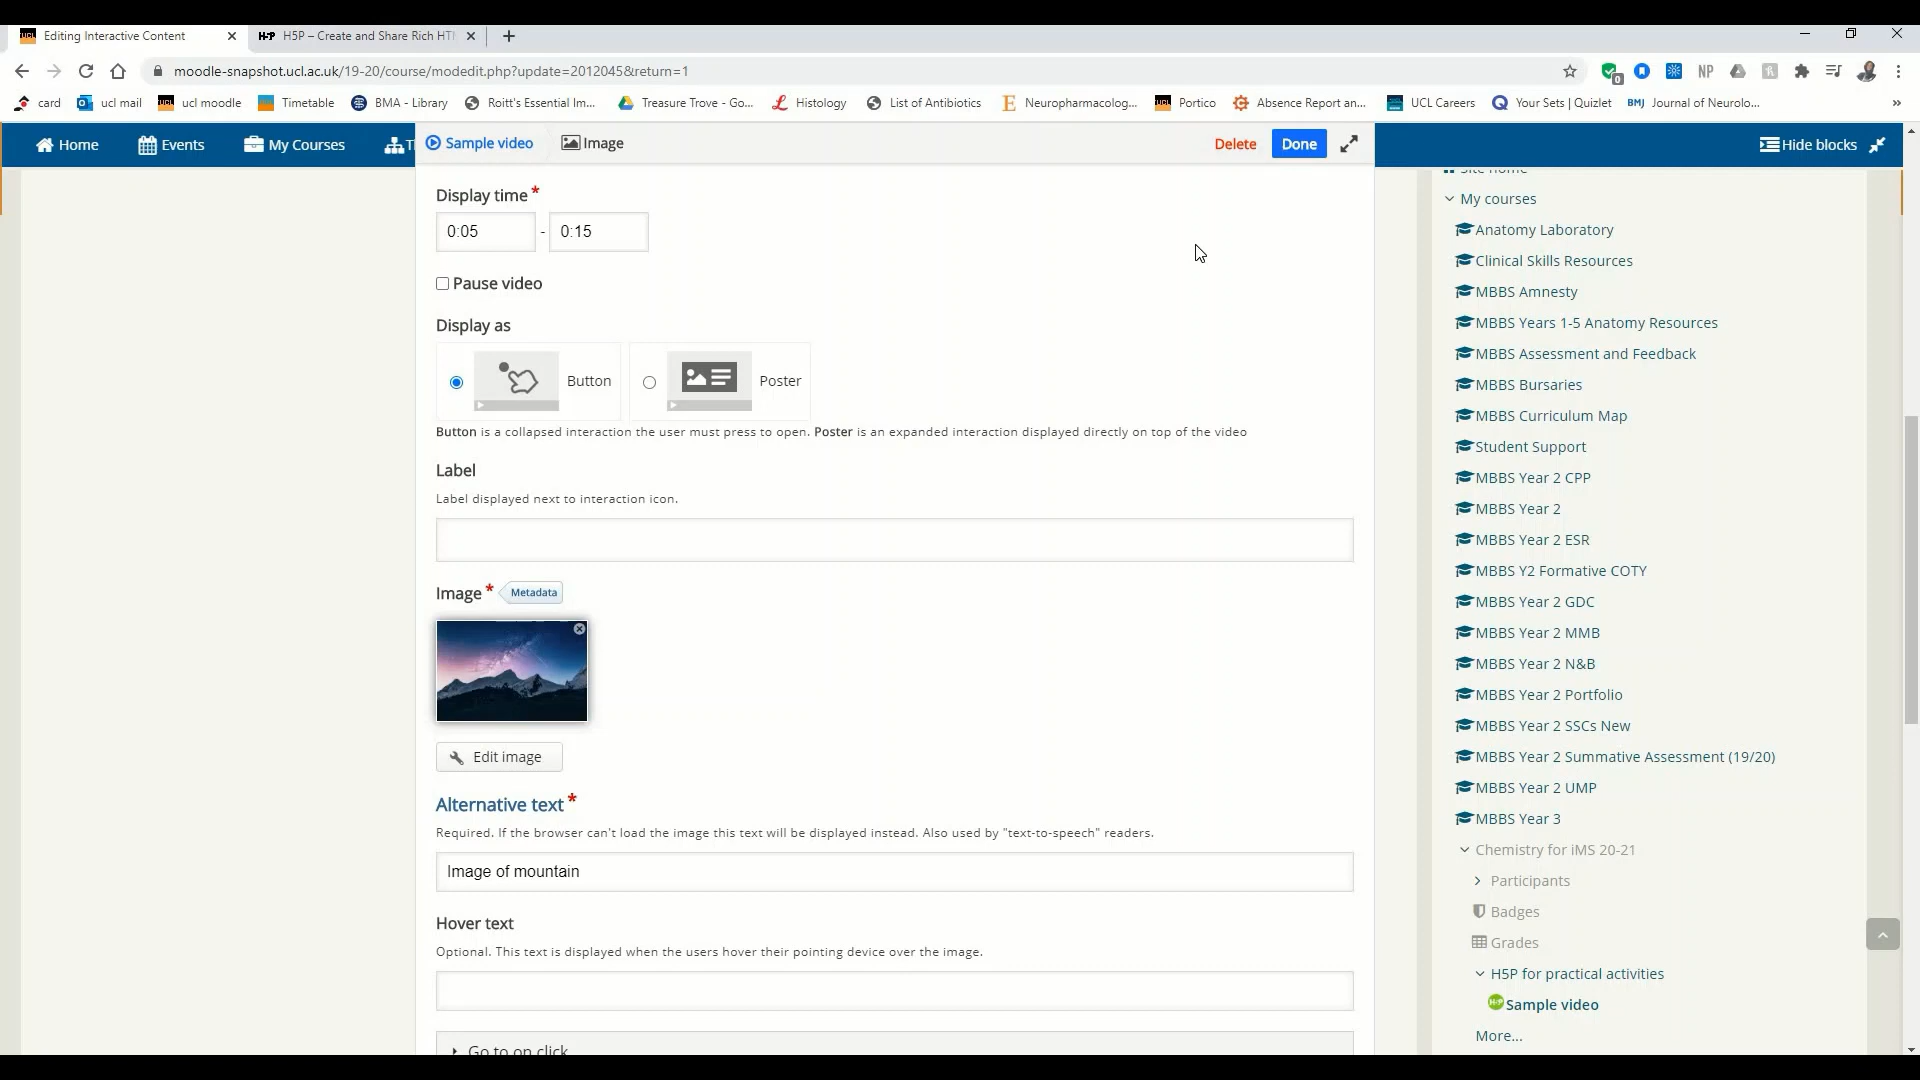 Editing Interactive Content
H5P – Create and Share Rich HT
moodle-snapshot.ucl.ac.uk/19-20/course/modedit.php?update=2012045&return=1
0
NP
card
ucl mail
ucl moodle
Timetable
BMA - Library
Roitt's Essential Im...
Treasure Trove - Go...
Histology
List of Antibiotics
Neuropharmacolog...
Portico
Absence Report an...
UCL Careers
Your Sets | Quizlet
BMJ Journal of Neurolo...
Home
Events
My Courses
Sample video
Image
Delete
Done
Hide blocks
Display time *
0:05 - 0:15
Pause video
Display as
Button
Poster
Button is a collapsed interaction the user must press to open. Poster is an expanded interaction displayed directly on top of the video
Label
Label displayed next to interaction icon.
Image * Metadata
Edit image
Alternative text *
Required. If the browser can't load the image this text will be displayed instead. Also used by "text-to-speech" readers.
Image of mountain
Hover text
Optional. This text is displayed when the users hover their pointing device over the image.
Go to on click
Site home
My courses
Anatomy Laboratory
Clinical Skills Resources
MBBS Amnesty
MBBS Years 1-5 Anatomy Resources
MBBS Assessment and Feedback
MBBS Bursaries
MBBS Curriculum Map
Student Support
MBBS Year 2 CPP
MBBS Year 2
MBBS Year 2 ESR
MBBS Y2 Formative COTY
MBBS Year 2 GDC
MBBS Year 2 MMB
MBBS Year 2 N&B
MBBS Year 2 Portfolio
MBBS Year 2 SSCs New
MBBS Year 2 Summative Assessment (19/20)
MBBS Year 2 UMP
MBBS Year 3
Chemistry for iMS 20-21
Participants
Badges
Grades
H5P for practical activities
Sample video
More...